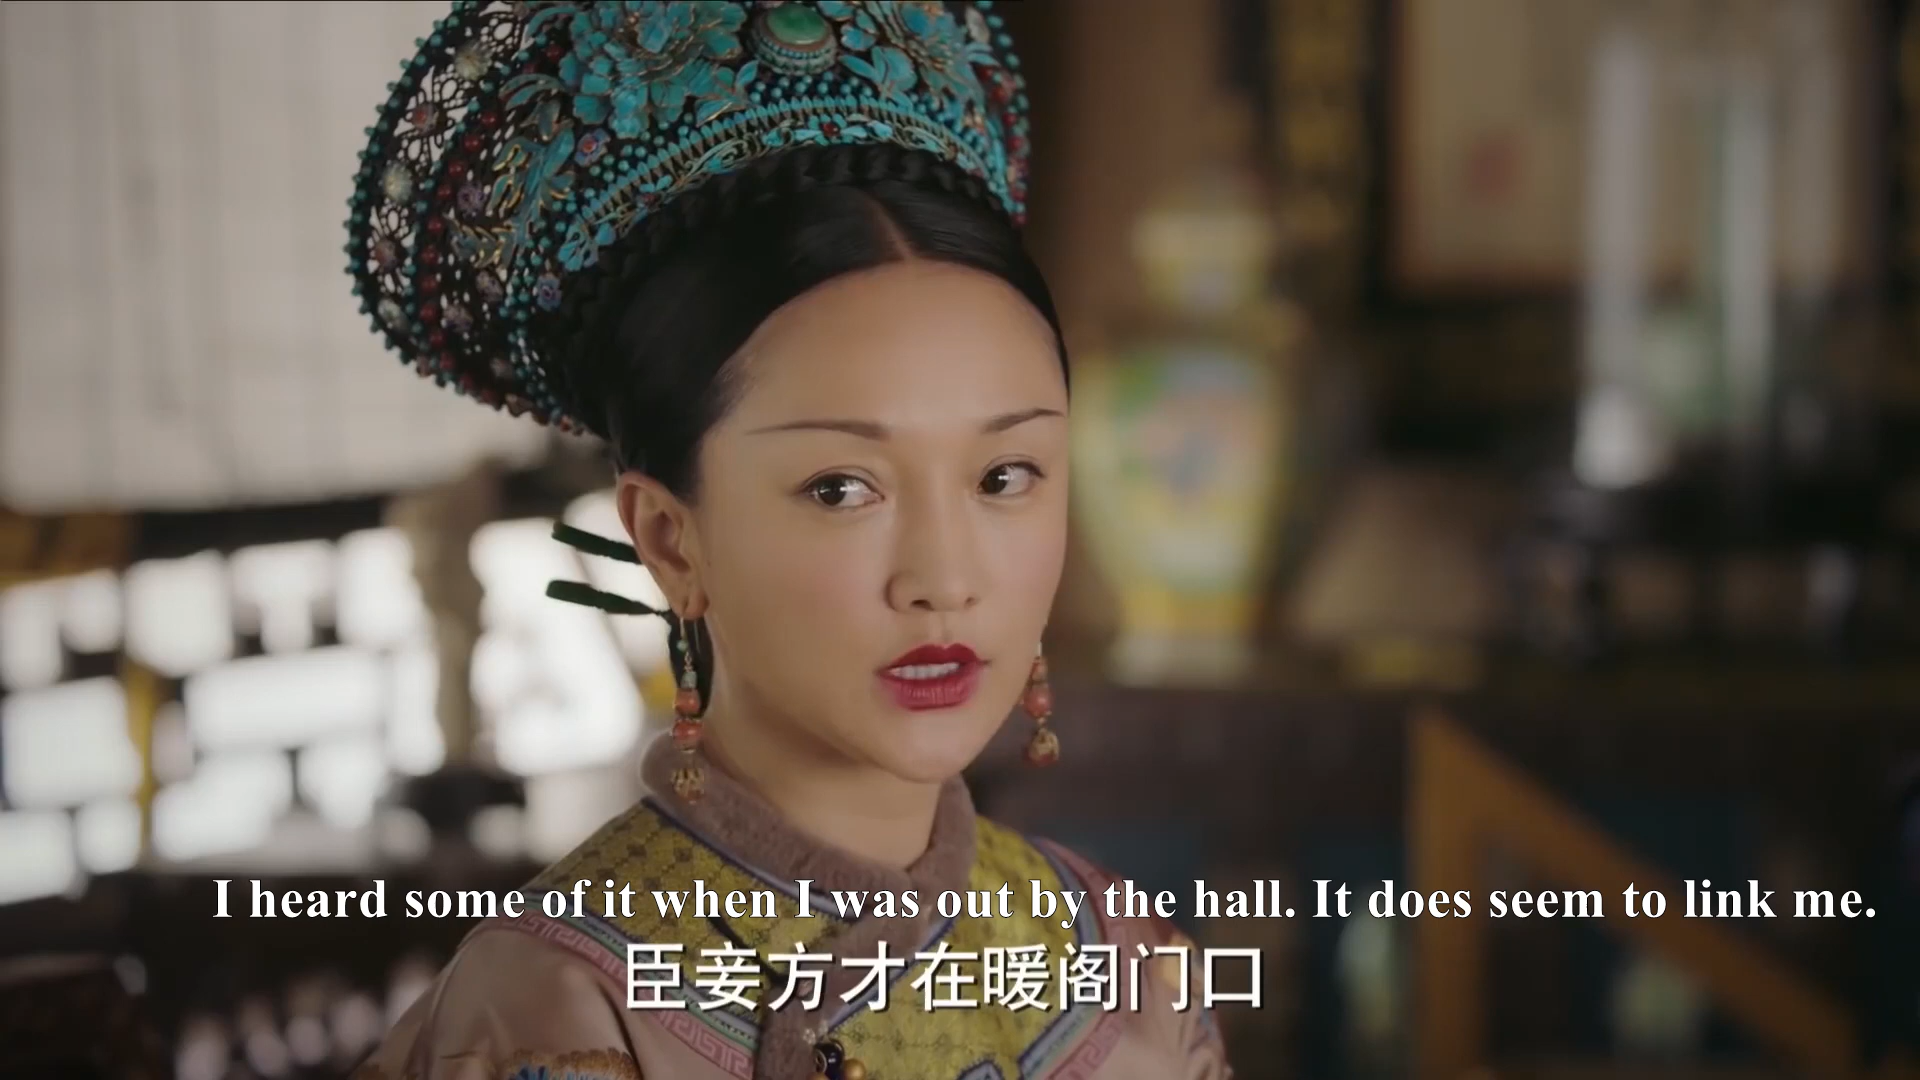 I heard some of it when I was out by the hall. It does seem to link me.
臣妾方才在暖阁门口